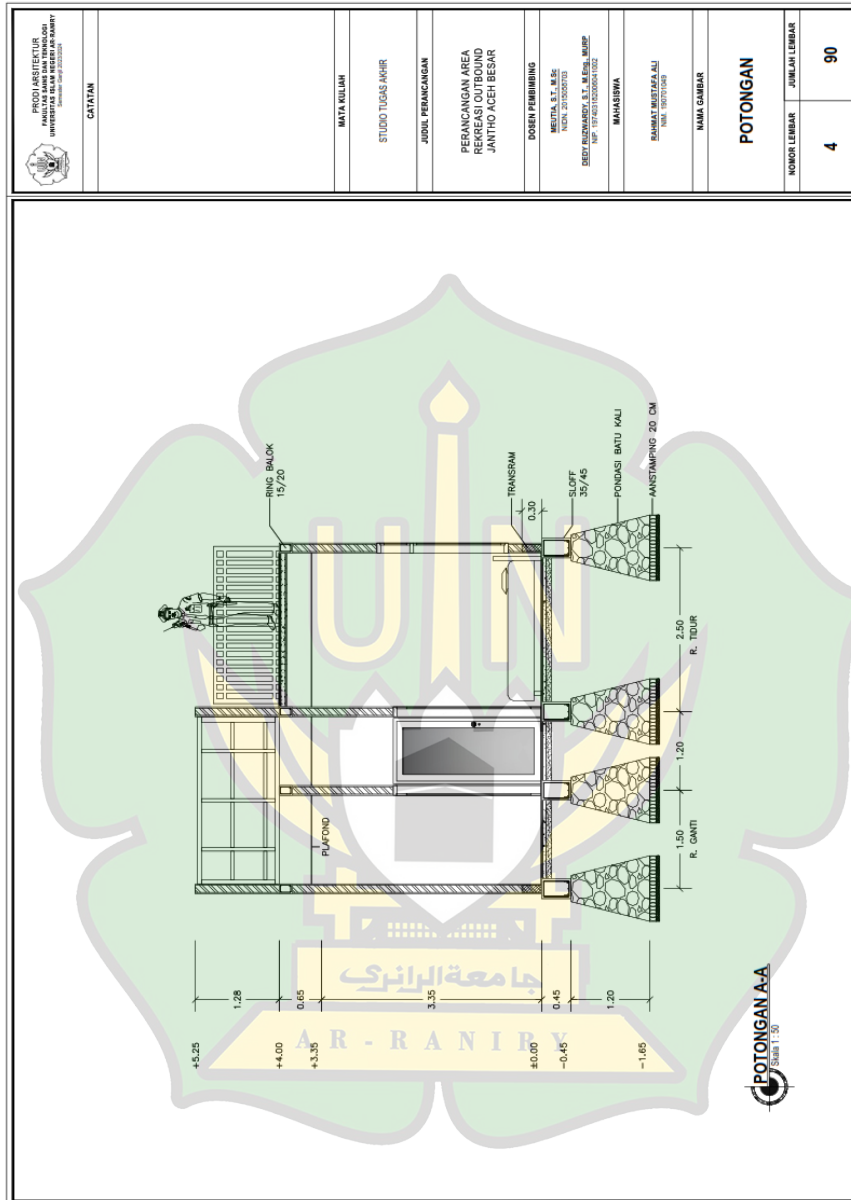 PRODI ARSITEKTUR
FAKULTAS SAINS DAN TEKNOLOGI
UNIVERSITAS ISLAM NEGERI AR-RANIRY
CATATAN
MATA KULIAH
STUDIO TUGAS AKHIR
JUDUL PERANCANGAN
PERANCANGAN AREA
REKREASI OUTBOUND
JANTHO ACEH BESAR
DOSEN PEMBIMBING
MEUTIA, S.T., M.Sc
DEDY RUZWARDY, S.T., M.Eng., MURP
MAHASISWA
RAHMAT MUSTAFA ALI
NIM. 190701049
NAMA GAMBAR
POTONGAN
NOMOR LEMBAR
JUMLAH LEMBAR
4
90
RING BALOK
15/20
TRANSRAM
0.30
SLOFF
35/45
PONDASI BATU KALI
AANSTAMPING 20 CM
PLAFOND
1.50
1.20
2.50
R. GANTI
R. TIDUR
+5.25
1.28
+4.00
0.65
+3.35
3.35
±0.00
0.45
-0.45
1.20
-1.65
UIN
جامعة الرانري
AR - RANIRY
POTONGAN A-A
Skala 1 : 50